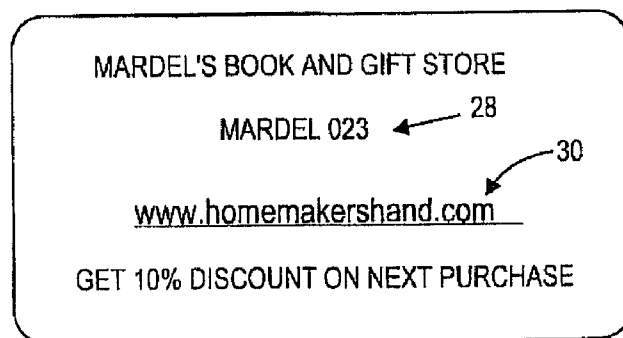 MARDEL'S BOOK AND GIFT STORE
MARDEL 023 28
30
www.homemakershand.com
GET 10% DISCOUNT ON NEXT PURCHASE